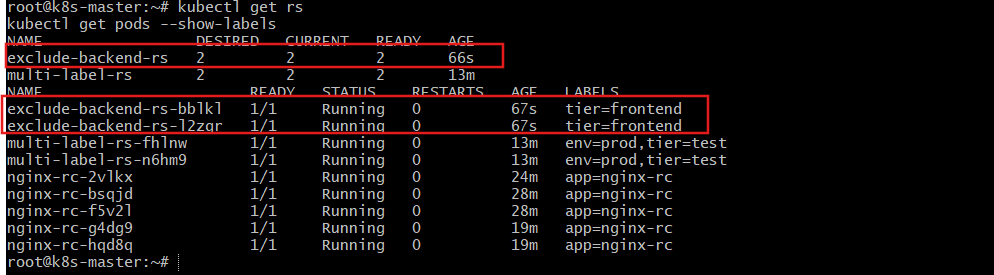 root@k8s-master:~# kubectl get rs
kubectl get pods --show-labels
NAME DESIRED CURRENT READY AGE
exclude-backend-rs 2 2 2 66s
multi-label-rs 2 2 2 13m
NAME READY STATUS RESTARTS AGE LABELS
exclude-backend-rs-bblkl 1/1 Running 0 67s tier=frontend
exclude-backend-rs-l2zgr 1/1 Running 0 67s tier=frontend
multi-label-rs-fhlnw 1/1 Running 0 13m env=prod,tier=test
multi-label-rs-n6hm9 1/1 Running 0 13m env=prod,tier=test
nginx-rc-2vlkx 1/1 Running 0 24m app=nginx-rc
nginx-rc-bsqjd 1/1 Running 0 28m app=nginx-rc
nginx-rc-f5v2l 1/1 Running 0 28m app=nginx-rc
nginx-rc-g4dg9 1/1 Running 0 19m app=nginx-rc
nginx-rc-hqd8q 1/1 Running 0 19m app=nginx-rc
root@k8s-master:~#